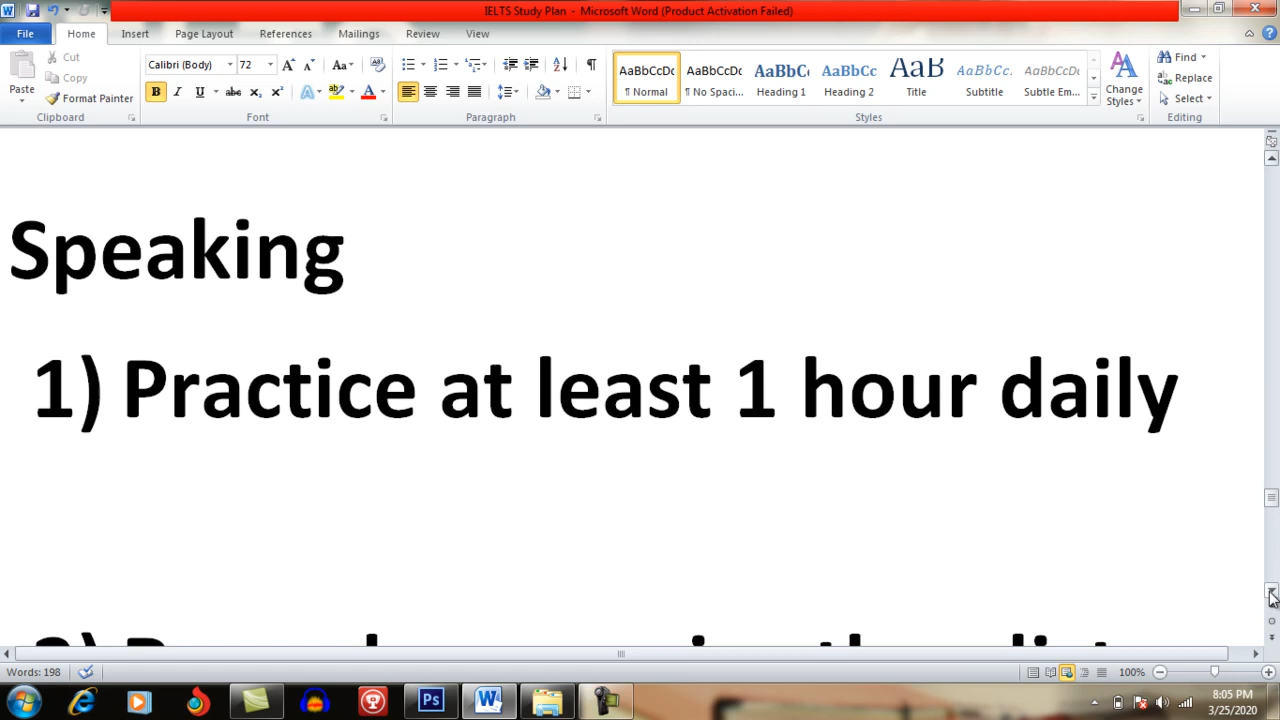 IELTS Study Plan - Microsoft Word (Product Activation Failed)
File Home Insert Page Layout References Mailings Review View
Paste
Cut
Copy
Format Painter
Clipboard
Calibri (Body) 72
Font
Paragraph
AaBbCcDc AaBbCcDc AaBbC AaBbCc AaB AaBbCc. AaBbCcDc
¶ Normal ¶ No Spaci... Heading 1 Heading 2 Title Subtitle Subtle Em...
Styles
Change Styles
Find
Replace
Select
Editing
Speaking
1) Practice at least 1 hour daily
Words: 198
100%
Ps
8:05 PM
3/25/2020